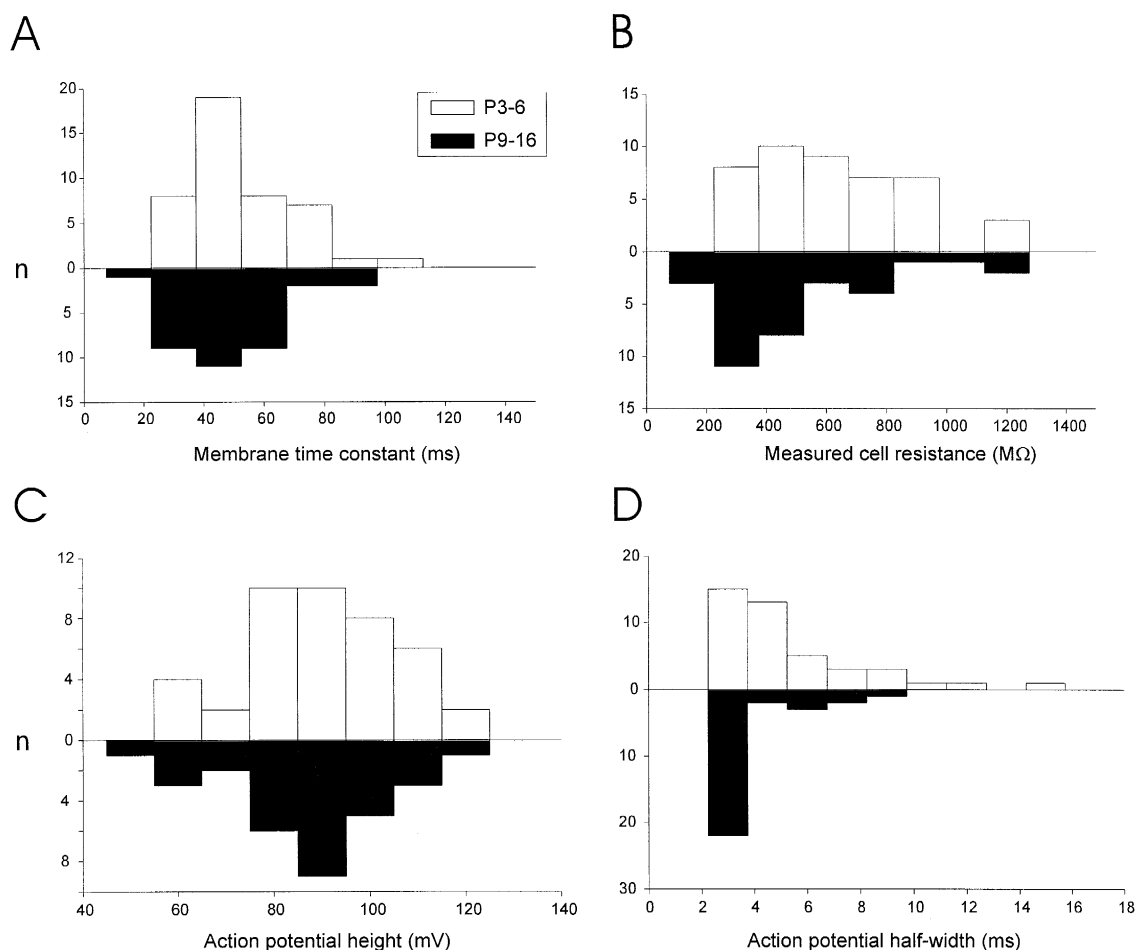 A
20
15
10
5
n
0
5
10
15
0 20 40 60 80 100 120 140
Membrane time constant (ms)
P3-6
P9-16
B
15
10
5
0
5
10
15
0 200 400 600 800 1000 1200 1400
Measured cell resistance (MΩ)
C
12
8
4
n
0
4
8
40 60 80 100 120 140
Action potential height (mV)
D
20
10
0
10
20
30
0 2 4 6 8 10 12 14 16 18
Action potential half-width (ms)